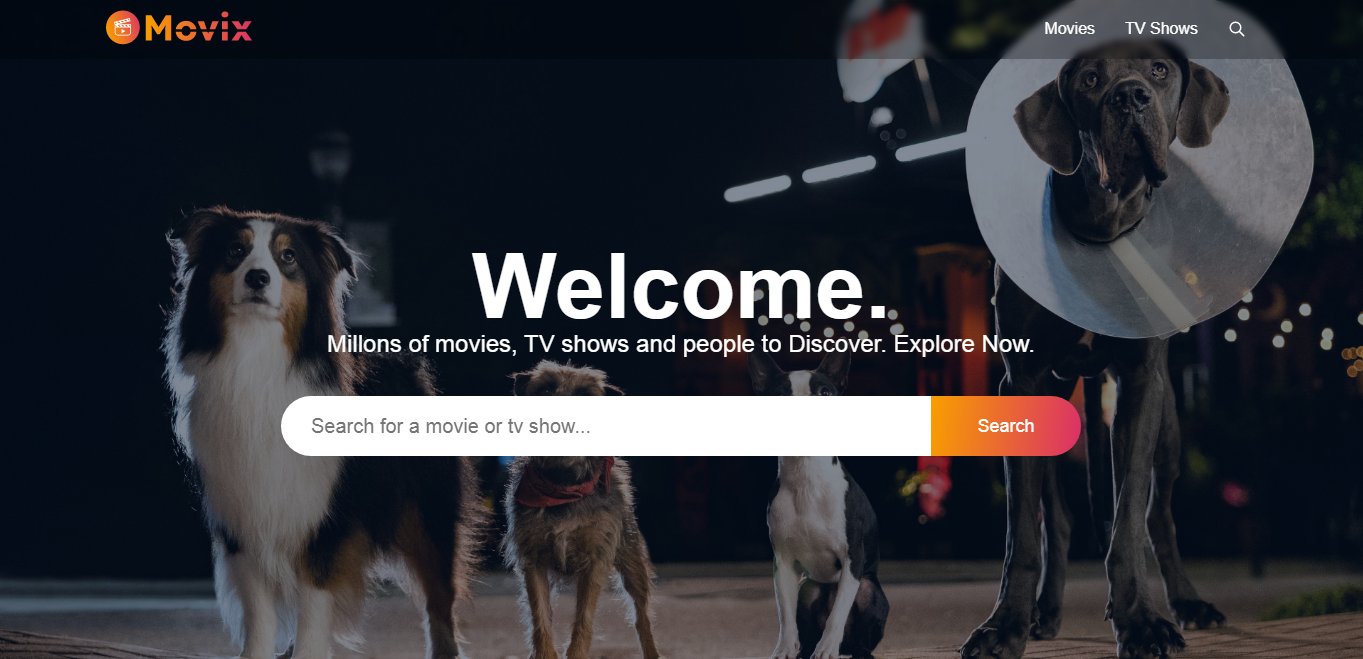 Movix
Movies
TV Shows
Welcome.
Millons of movies, TV shows and people to Discover. Explore Now.
Search for a movie or tv show...
Search